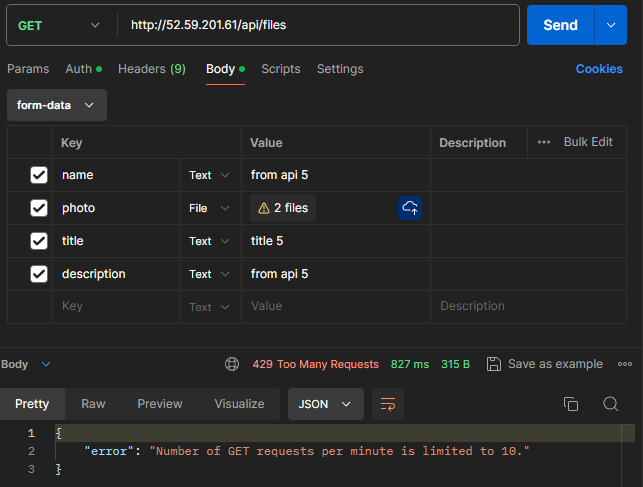 GET http://52.59.201.61/api/files Send
Params Auth Headers (9) Body Scripts Settings Cookies
form-data
Key Value Description ••• Bulk Edit
name Text from api 5
photo File 2 files
title Text title 5
description Text from api 5
Key Text Value Description
Body 429 Too Many Requests 827 ms 315 B Save as example •••
Pretty Raw Preview Visualize JSON
1 {
2 "error": "Number of GET requests per minute is limited to 10."
3 }